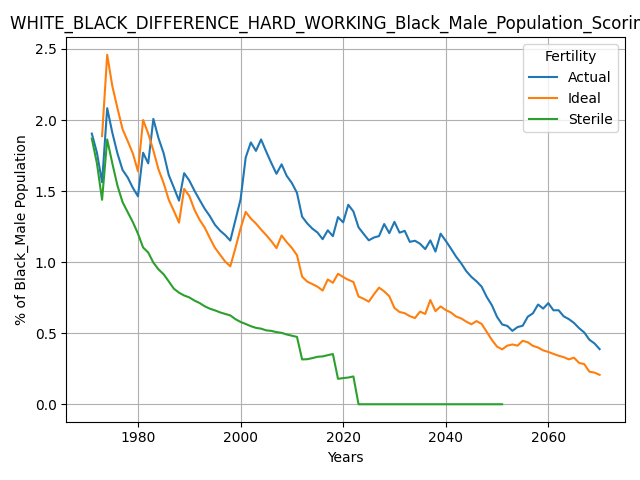 WHITE_BLACK_DIFFERENCE_HARD_WORKING_Black_Male_Population_Scorin
Fertility
Actual
Ideal
Sterile
% of Black_Male Population
2.5
2.0
1.5
1.0
0.5
0.0
1980 2000 2020 2040 2060
Years